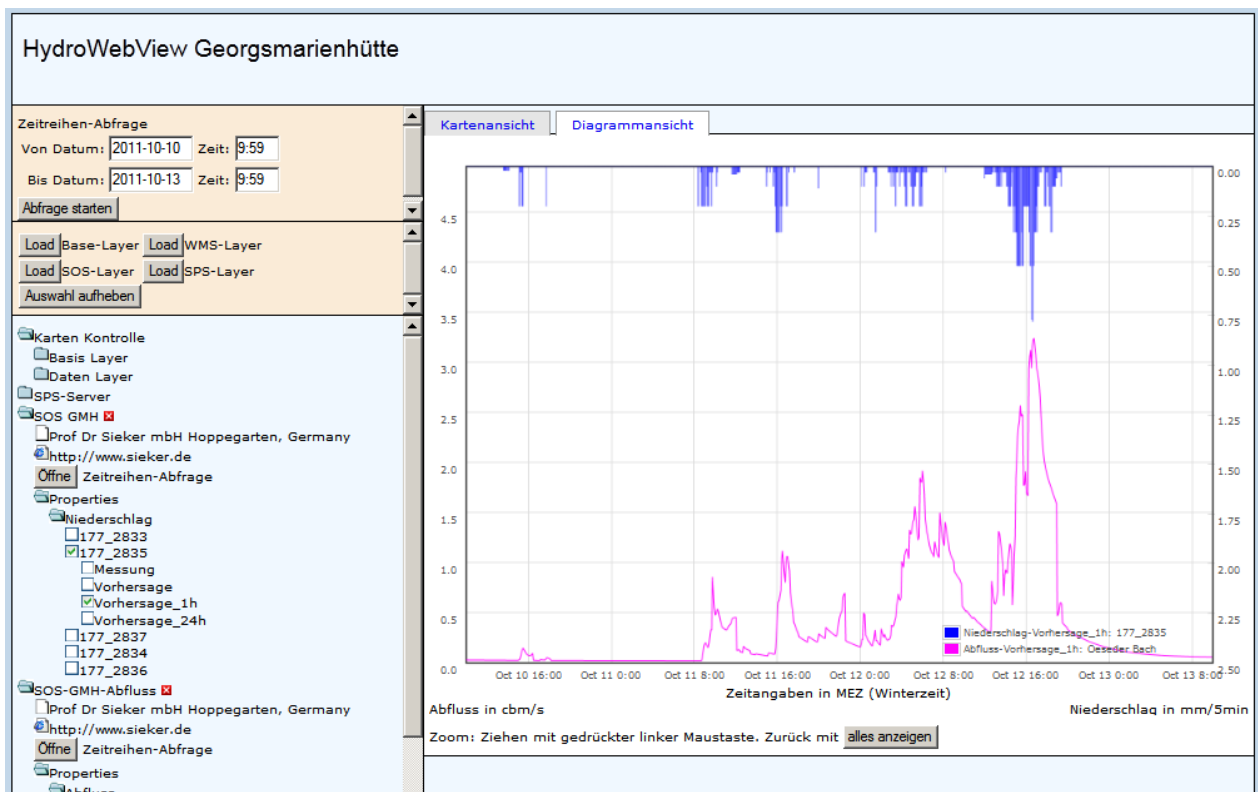 HydroWebView Georgsmarienhütte
Zeitreihen-Abfrage
Von Datum: 2011-10-10 Zeit: 9:59
Bis Datum: 2011-10-13 Zeit: 9:59
Abfrage starten
Load Base-Layer Load WMS-Layer
Load SOS-Layer Load SPS-Layer
Auswahl aufheben
Karten Kontrolle
Basis Layer
Daten Layer
SPS-Server
SOS GMH
Prof Dr Sieker mbH Hoppegarten, Germany
http://www.sieker.de
Öffne Zeitreihen-Abfrage
Properties
Niederschlag
177_2833
177_2835
Messung
Vorhersage
Vorhersage_1h
Vorhersage_24h
177_2837
177_2834
177_2836
SOS-GMH-Abfluss
Prof Dr Sieker mbH Hoppegarten, Germany
http://www.sieker.de
Öffne Zeitreihen-Abfrage
Properties
Abfluss
Kartenansicht Diagrammansicht
0.00
4.5 0.25
4.0 0.50
3.5 0.75
3.0 1.00
2.5 1.25
2.0 1.50
1.5 1.75
1.0 2.00
0.5 2.25
0.0 2.50
Niederschlag-Vorhersage_1h: 177_2835
Abfluss-Vorhersage_1h: Oeseder Bach
Oct 10 16:00 Oct 11 0:00 Oct 11 8:00 Oct 11 16:00 Oct 12 0:00 Oct 12 8:00 Oct 12 16:00 Oct 13 0:00 Oct 13 8:00
Zeitangaben in MEZ (Winterzeit)
Abfluss in cbm/s Niederschlag in mm/5min
Zoom: Ziehen mit gedrückter linker Maustaste. Zurück mit alles anzeigen